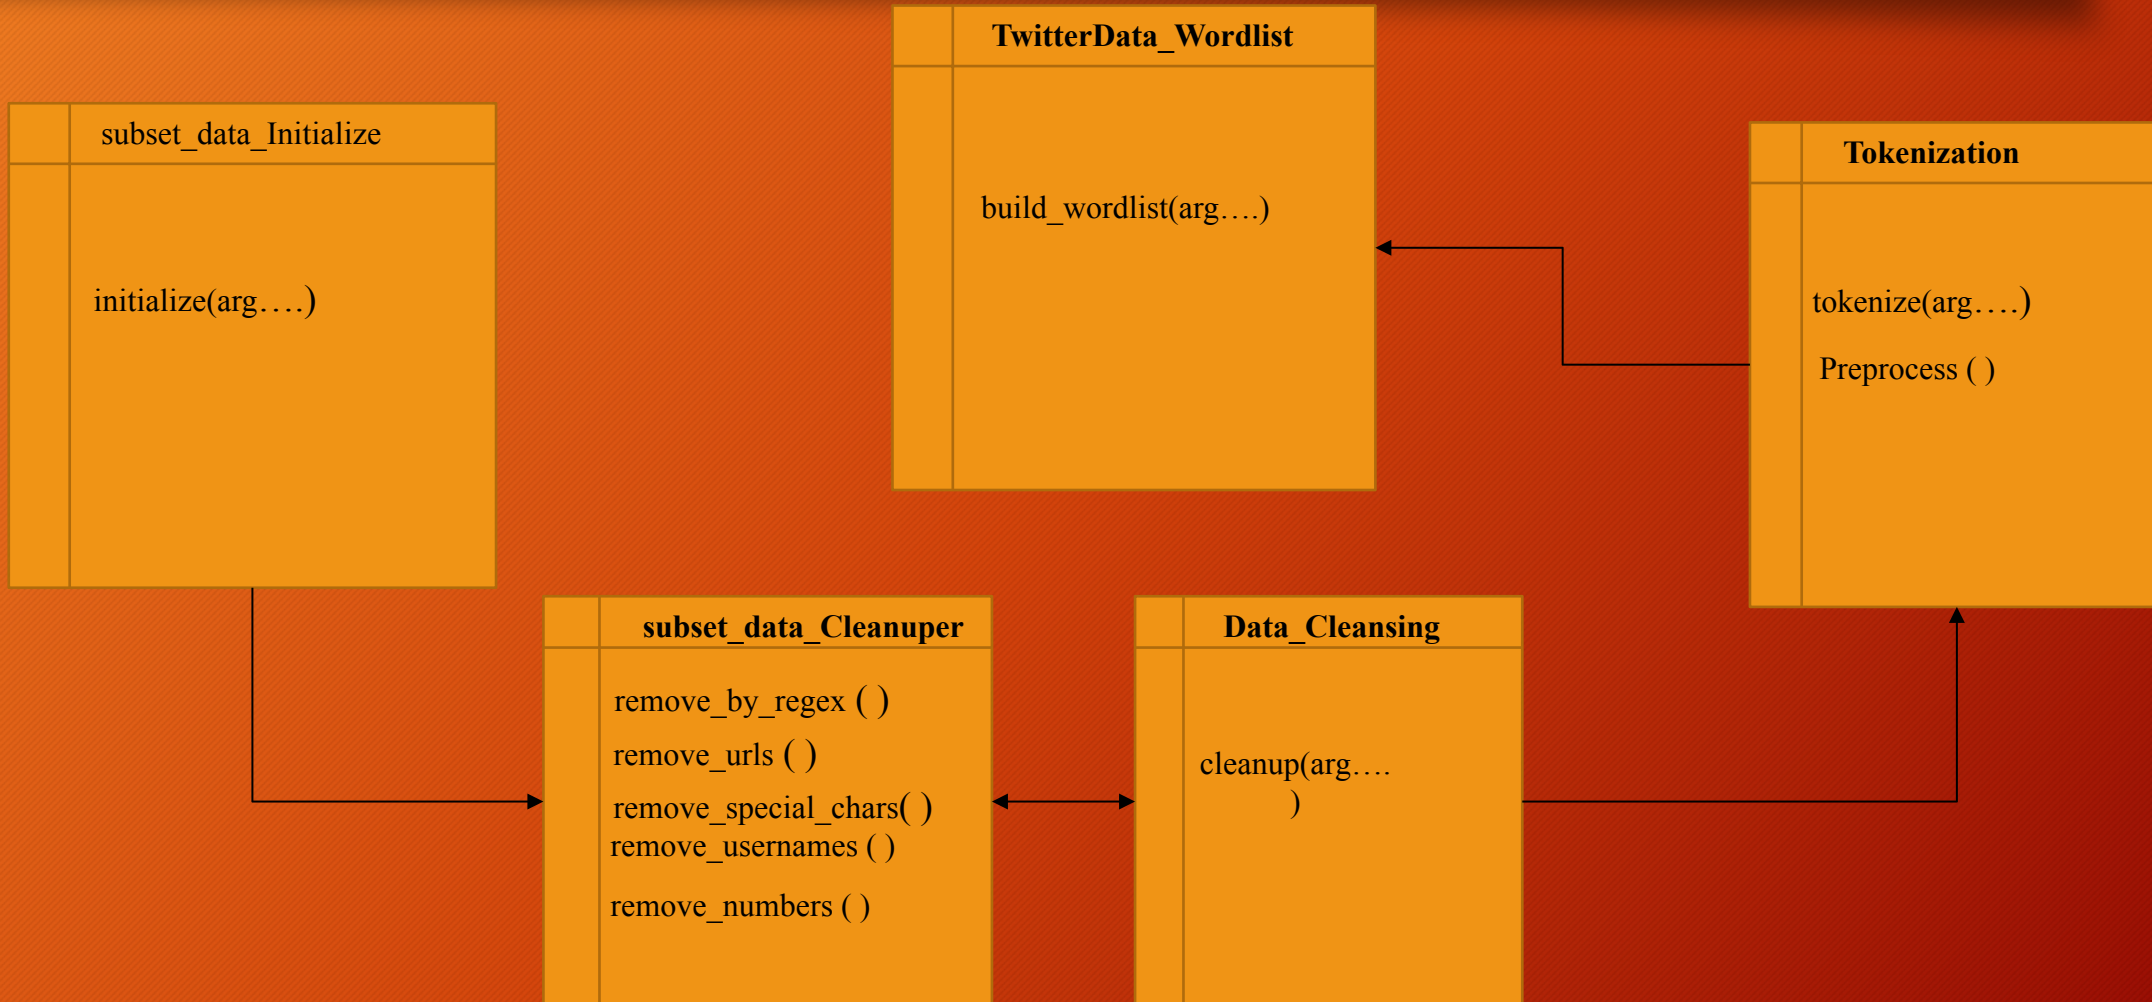 TwitterData_Wordlist
build_wordlist(arg….)
subset_data_Initialize
initialize(arg….)
Tokenization
tokenize(arg….)
Preprocess ( )
subset_data_Cleanuper
remove_by_regex ( )
remove_urls ( )
remove_special_chars( )
remove_usernames ( )
remove_numbers ( )
Data_Cleansing
cleanup(arg….
)